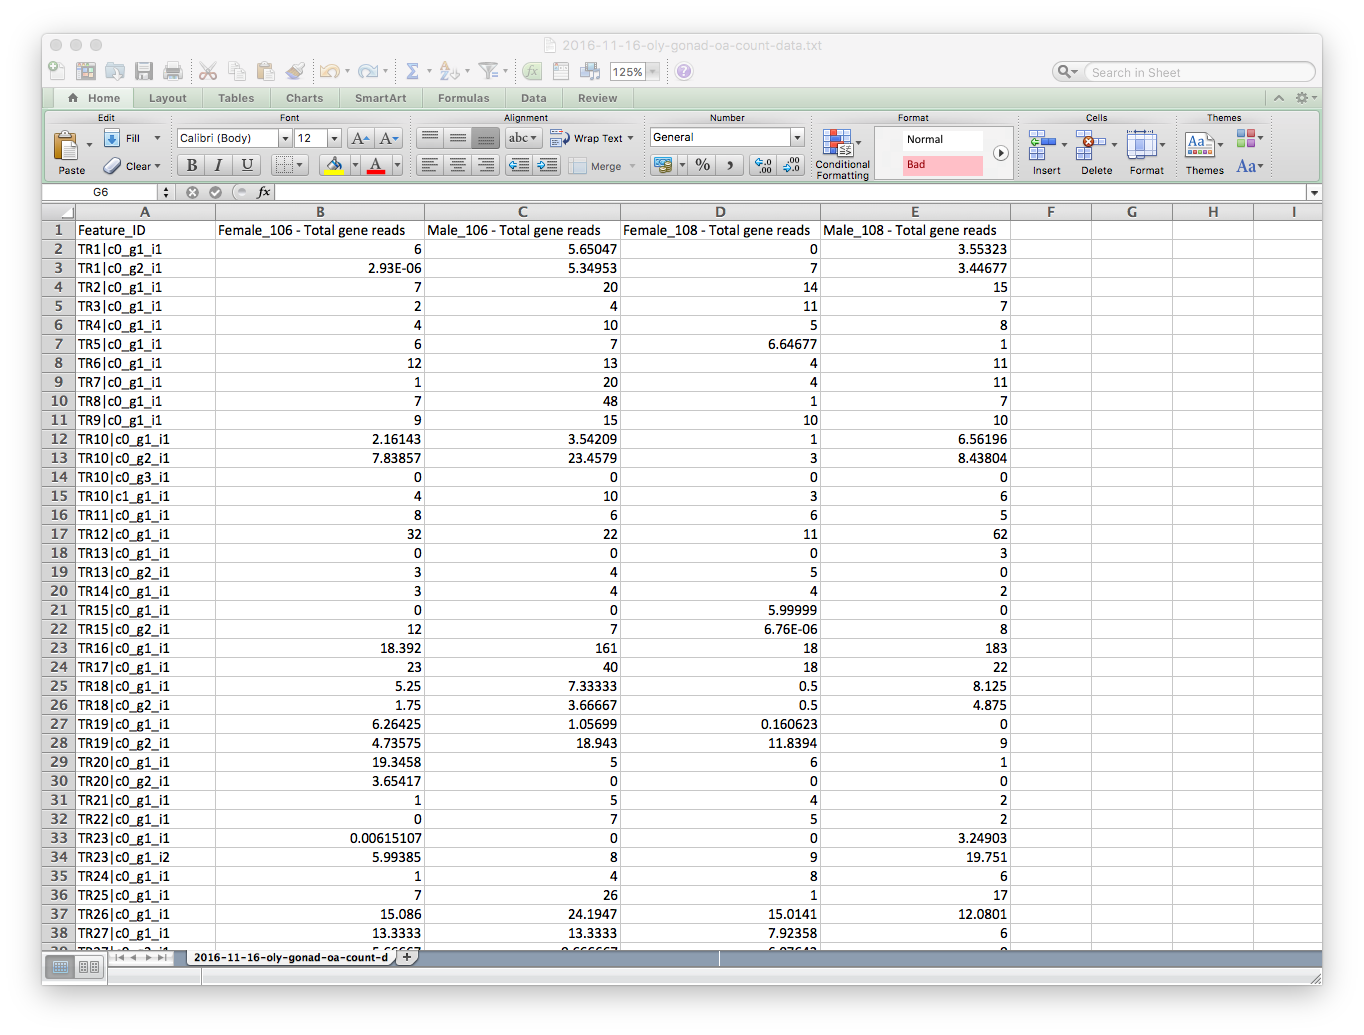 2016-11-16-oly-gonad-oa-count-data.txt
125% Search in Sheet
Home Layout Tables Charts SmartArt Formulas Data Review
Edit Font Alignment Number Format Cells Themes
Fill Calibri (Body) 12 A A abc Wrap Text General Normal
Paste Clear B I U A Merge % , .0 .00 .00 .0 Conditional Formatting Bad Insert Delete Format Themes Aa
G6 fx
A B C D E F G H I
1 Feature_ID Female_106 - Total gene reads Male_106 - Total gene reads Female_108 - Total gene reads Male_108 - Total gene reads
2 TR1|c0_g1_i1 6 5.65047 0 3.55323
3 TR1|c0_g2_i1 2.93E-06 5.34953 7 3.44677
4 TR2|c0_g1_i1 7 20 14 15
5 TR3|c0_g1_i1 2 4 11 7
6 TR4|c0_g1_i1 4 10 5 8
7 TR5|c0_g1_i1 6 7 6.64677 1
8 TR6|c0_g1_i1 12 13 4 11
9 TR7|c0_g1_i1 1 20 4 11
10 TR8|c0_g1_i1 7 48 1 7
11 TR9|c0_g1_i1 9 15 10 10
12 TR10|c0_g1_i1 2.16143 3.54209 1 6.56196
13 TR10|c0_g2_i1 7.83857 23.4579 3 8.43804
14 TR10|c0_g3_i1 0 0 0 0
15 TR10|c1_g1_i1 4 10 3 6
16 TR11|c0_g1_i1 8 6 6 5
17 TR12|c0_g1_i1 32 22 11 62
18 TR13|c0_g1_i1 0 0 0 3
19 TR13|c0_g2_i1 3 4 5 0
20 TR14|c0_g1_i1 3 4 4 2
21 TR15|c0_g1_i1 0 0 5.99999 0
22 TR15|c0_g2_i1 12 7 6.76E-06 8
23 TR16|c0_g1_i1 18.392 161 18 183
24 TR17|c0_g1_i1 23 40 18 22
25 TR18|c0_g1_i1 5.25 7.33333 0.5 8.125
26 TR18|c0_g2_i1 1.75 3.66667 0.5 4.875
27 TR19|c0_g1_i1 6.26425 1.05699 0.160623 0
28 TR19|c0_g2_i1 4.73575 18.943 11.8394 9
29 TR20|c0_g1_i1 19.3458 5 6 1
30 TR20|c0_g2_i1 3.65417 0 0 0
31 TR21|c0_g1_i1 1 5 4 2
32 TR22|c0_g1_i1 0 7 5 2
33 TR23|c0_g1_i1 0.00615107 0 0 3.24903
34 TR23|c0_g1_i2 5.99385 8 9 19.751
35 TR24|c0_g1_i1 1 4 8 6
36 TR25|c0_g1_i1 7 26 1 17
37 TR26|c0_g1_i1 15.086 24.1947 15.0141 12.0801
38 TR27|c0_g1_i1 13.3333 13.3333 7.92358 6
2016-11-16-oly-gonad-oa-count-d